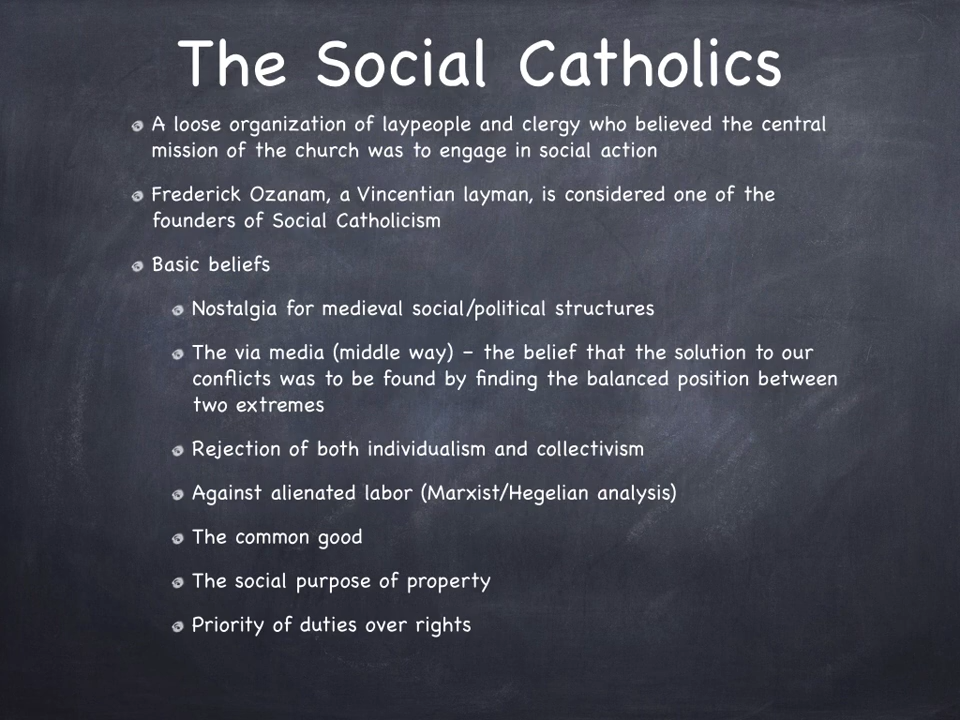 The Social Catholics
A loose organization of laypeople and clergy who believed the central
mission of the church was to engage in social action
Frederick Ozanam, a Vincentian layman, is considered one of the
founders of Social Catholicism
Basic beliefs
Nostalgia for medieval social/political structures
The via media (middle way) – the belief that the solution to our
conflicts was to be found by finding the balanced position between
two extremes
Rejection of both individualism and collectivism
Against alienated labor (Marxist/Hegelian analysis)
The common good
The social purpose of property
Priority of duties over rights